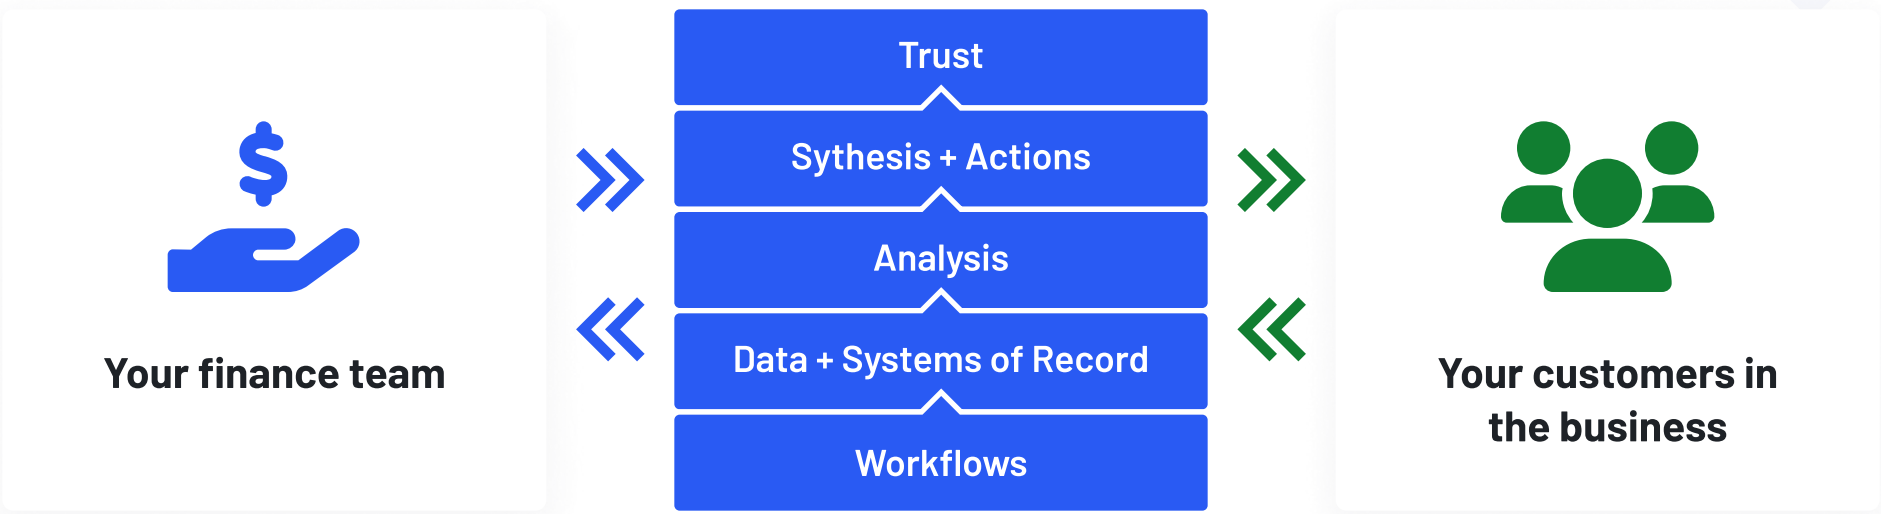 Your finance team
Trust
Sythesis + Actions
Analysis
Data + Systems of Record
Workflows
Your customers in
the business